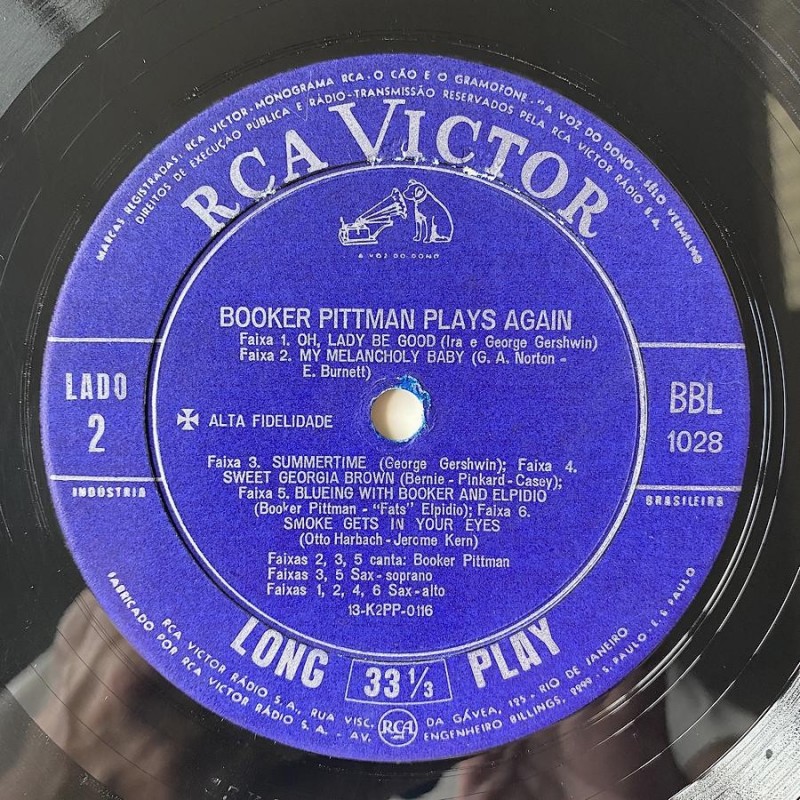 MARCAS REGISTRADAS: RCA VICTOR-MONOGRAMA RCA-O CÃO E O GRAMOFONE-"A VOZ DO DONO"-SÊLO VERMELHO
DIREITOS DE EXECUÇÃO PÚBLICA E RÁDIO-TRANSMISSÃO RESERVADOS PELA RCA VICTOR RÁDIO S.A.
RCA VICTOR
A VOZ DO DONO
BOOKER PITTMAN PLAYS AGAIN
Faixa 1. OH, LADY BE GOOD (Ira e George Gershwin)
Faixa 2. MY MELANCHOLY BABY (G. A. Norton -
E. Burnett)
LADO
2
BBL
1028
ALTA FIDELIDADE
INDÚSTRIA
BRASILEIRA
Faixa 3. SUMMERTIME (George Gershwin); Faixa 4.
SWEET GEORGIA BROWN (Bernie - Pinkard - Casey);
Faixa 5. BLUEING WITH BOOKER AND ELPIDIO
(Booker Pittman - "Fats" Elpidio); Faixa 6.
SMOKE GETS IN YOUR EYES
(Otto Harbach - Jerome Kern)
Faixas 2, 3, 5 canta: Booker Pittman
Faixas 3, 5 Sax - soprano
Faixas 1, 2, 4, 6 Sax - alto
13-K2PP-0116
LONG 33 1/3 PLAY
RCA
FABRICADO POR RCA VICTOR RÁDIO S.A. - AV. ENGENHEIRO BILLINGS, 2227 - S. PAULO - E. S. PAULO
RCA VICTOR RÁDIO S.A., RUA VISC. DA GÁVEA, 125 - RIO DE JANEIRO